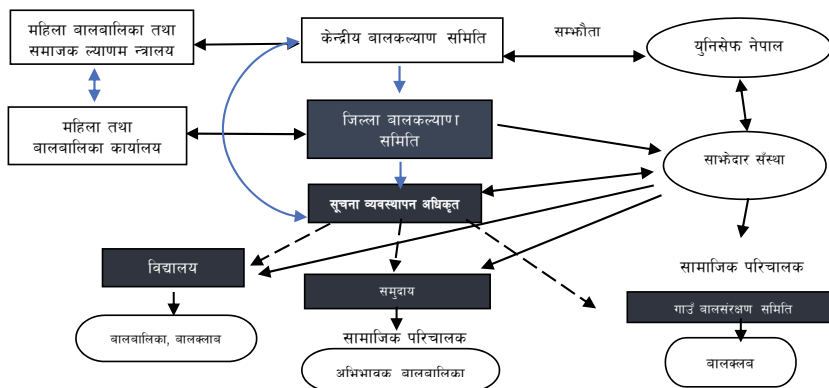 महिला बालबालिका तथा
समाजक ल्याणम न्त्रालय
केन्द्रीय बालकल्याण समिति
सम्झौता
युनिसेफ नेपाल
महिला तथा
बालबालिका कार्यालय
जिल्ला बालकल्याण
समिति
साझेदार सँस्था
सूचना व्यवस्थापन अधिकृत
विद्यालय
समुदाय
सामाजिक परिचालक
गाउँ बालसंरक्षण समिति
बालबालिका, बालक्लाब
सामाजिक परिचालक
अभिभावक बालबालिका
बालक्लब